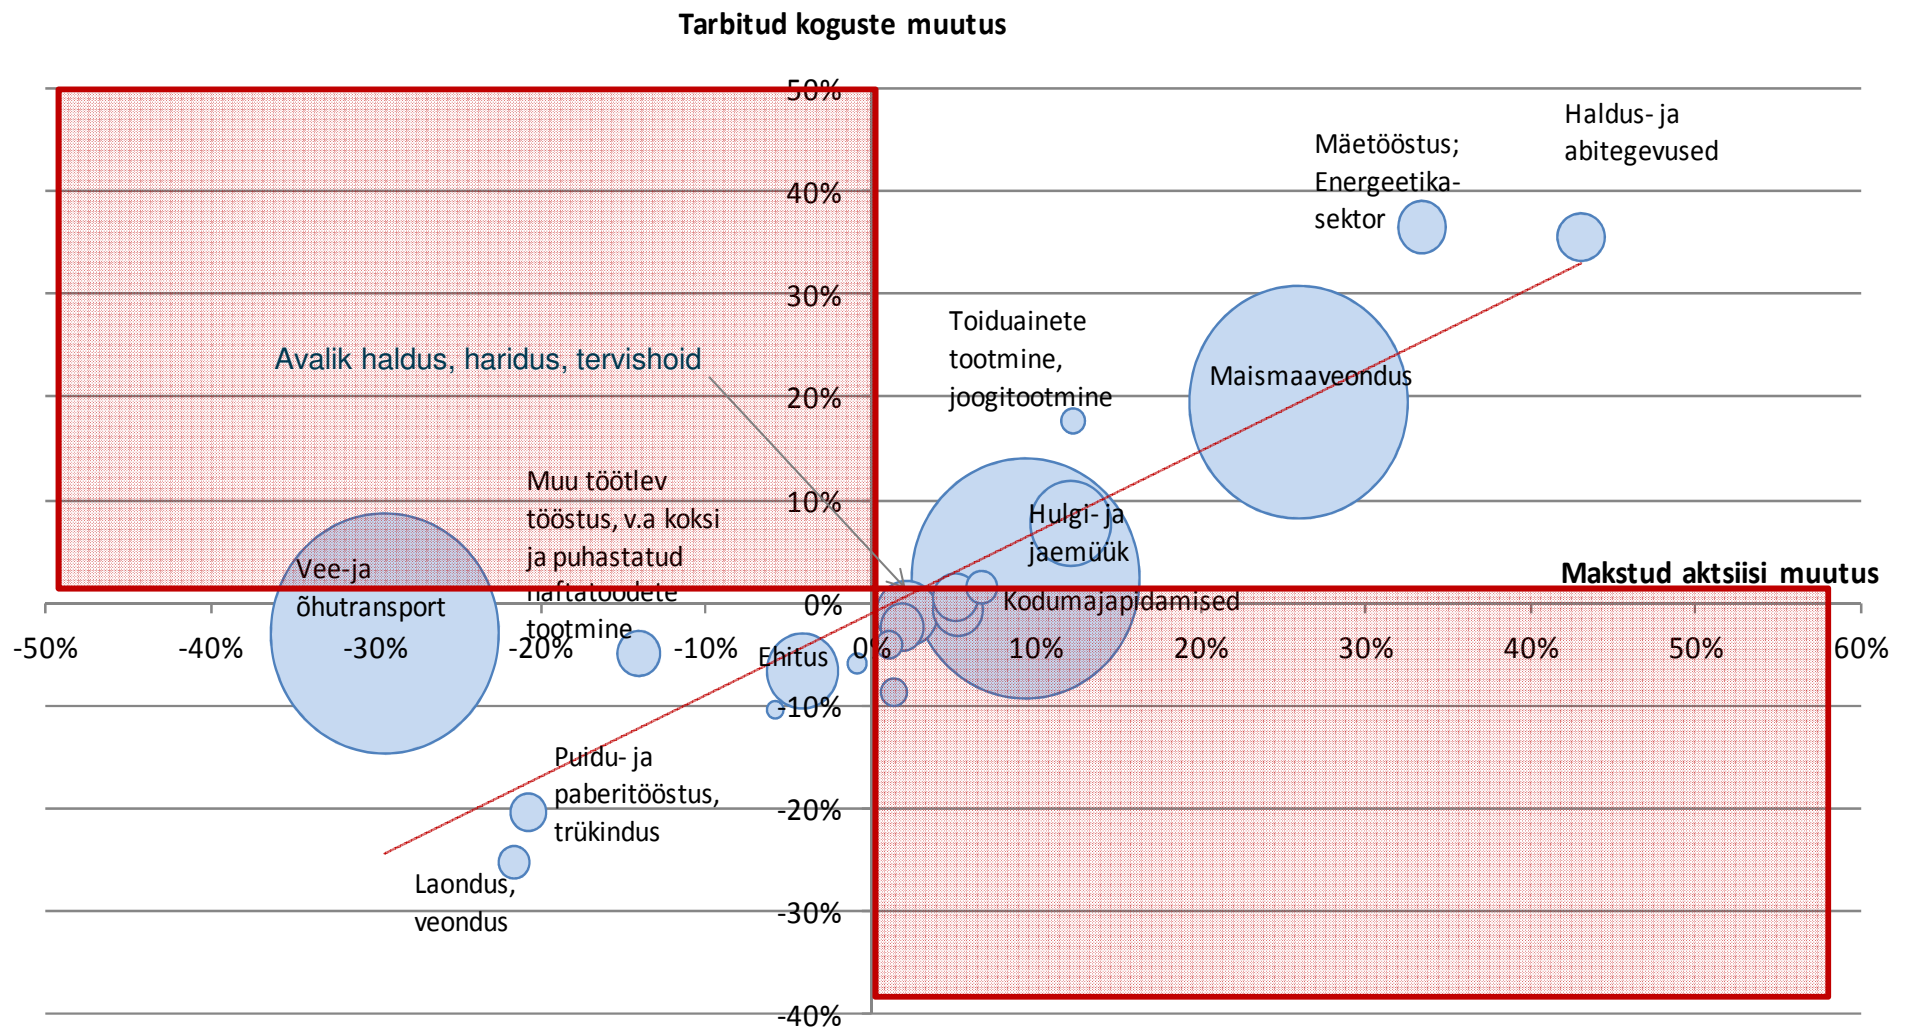 Tarbitud koguste muutus
50%
Haldus- ja
abitegevused
Mäetööstus;
Energeetika-
sektor
40%
30%
Toiduainete
tootmine,
joogitootmine
Avalik haldus, haridus, tervishoid
Maismaaveondus
20%
Muu töötlev
tööstus, v.a koksi
ja puhastatud
naftatoodete
tootmine
10%
Hulgi- ja
jaemüük
Vee-ja
õhutransport
Makstud aktsiisi muutus
0%
Kodumajapidamised
-50%
-40%
-30%
-20%
-10%
0%
10%
20%
30%
40%
50%
60%
Ehitus
-10%
Puidu- ja
paberitööstus,
trükindus
-20%
Laondus,
veondus
-30%
-40%